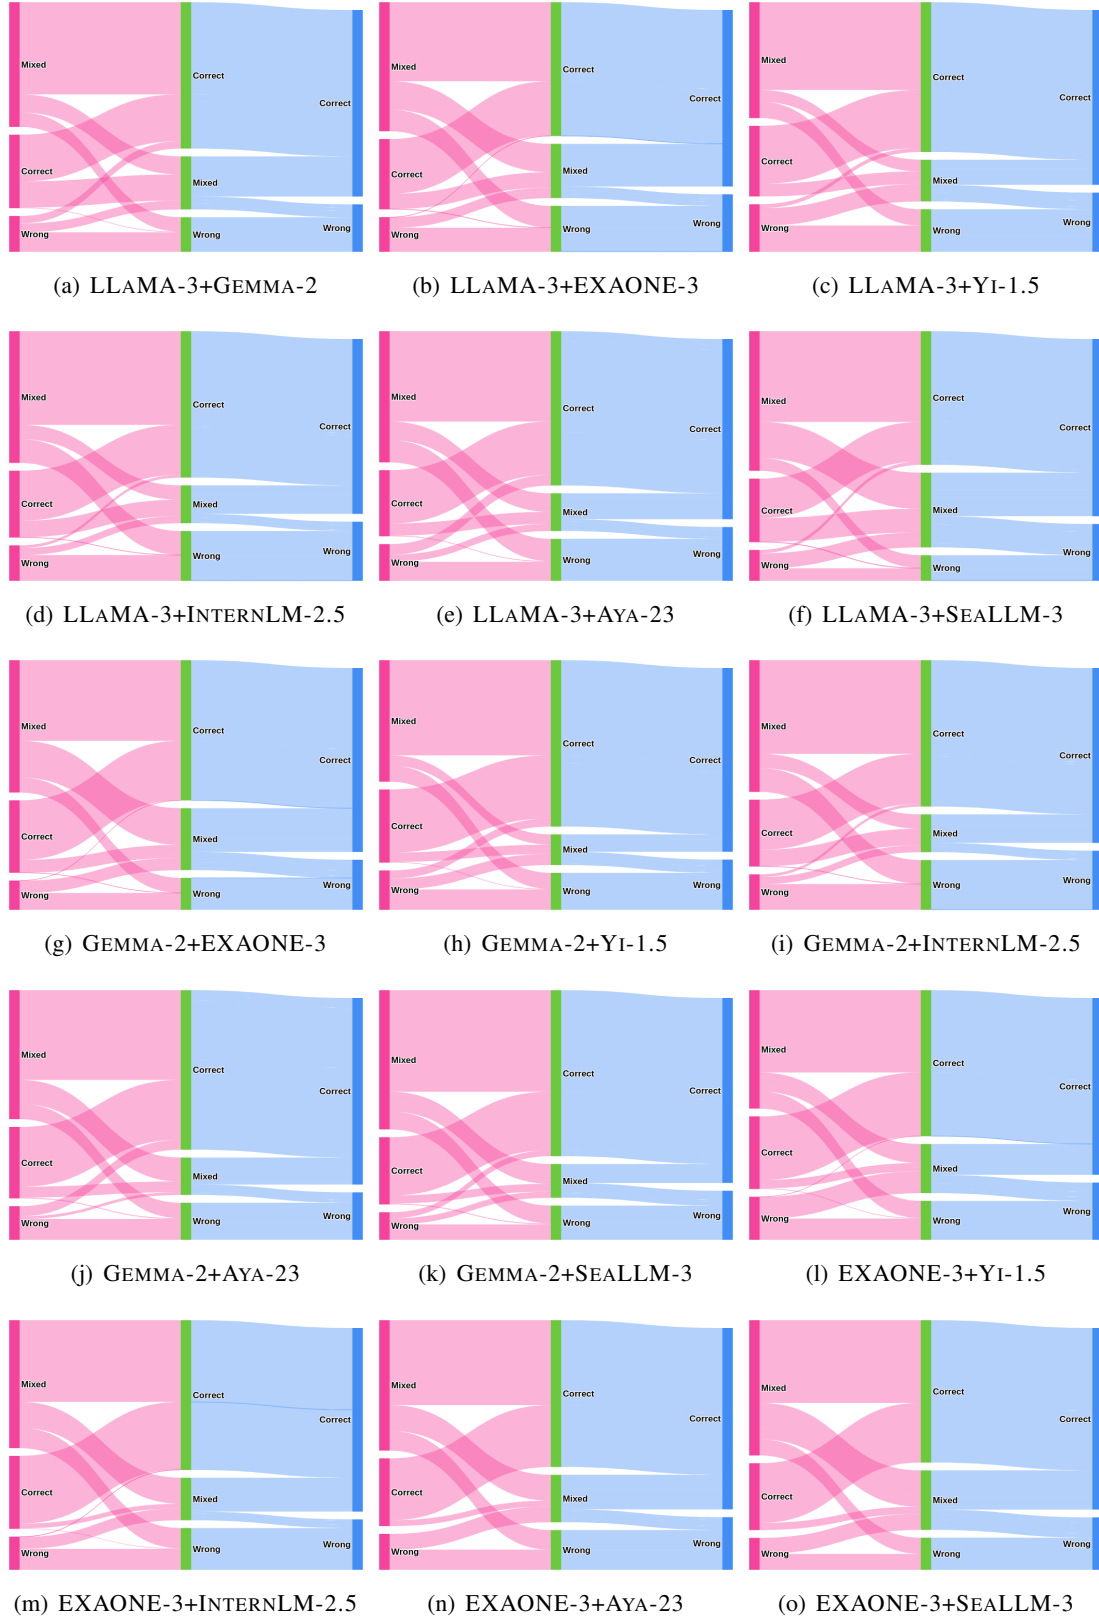 Mixed Correct Correct
Correct Mixed
Wrong Wrong Wrong
Mixed Correct Correct
Correct Mixed
Wrong Wrong Wrong
Mixed Correct Correct
Correct Mixed
Wrong Wrong Wrong
(a) LLAMA-3+GEMMA-2
(b) LLAMA-3+EXAONE-3
(c) LLAMA-3+YI-1.5
Mixed Correct Correct
Correct Mixed
Wrong Wrong Wrong
Mixed Correct Correct
Correct Mixed
Wrong Wrong Wrong
Mixed Correct Correct
Correct Mixed
Wrong Wrong Wrong
(d) LLAMA-3+INTERNLM-2.5
(e) LLAMA-3+AYA-23
(f) LLAMA-3+SEALLM-3
Mixed Correct Correct
Correct Mixed
Wrong Wrong Wrong
Mixed Correct Correct
Correct Mixed
Wrong Wrong Wrong
Mixed Correct Correct
Correct Mixed
Wrong Wrong Wrong
(g) GEMMA-2+EXAONE-3
(h) GEMMA-2+YI-1.5
(i) GEMMA-2+INTERNLM-2.5
Mixed Correct Correct
Correct Mixed
Wrong Wrong Wrong
Mixed Correct Correct
Correct Mixed
Wrong Wrong Wrong
Mixed Correct Correct
Correct Mixed
Wrong Wrong Wrong
(j) GEMMA-2+AYA-23
(k) GEMMA-2+SEALLM-3
(l) EXAONE-3+YI-1.5
Mixed Correct Correct
Correct Mixed
Wrong Wrong Wrong
Mixed Correct Correct
Correct Mixed
Wrong Wrong Wrong
Mixed Correct Correct
Correct Mixed
Wrong Wrong Wrong
(m) EXAONE-3+INTERNLM-2.5
(n) EXAONE-3+AYA-23
(o) EXAONE-3+SEALLM-3